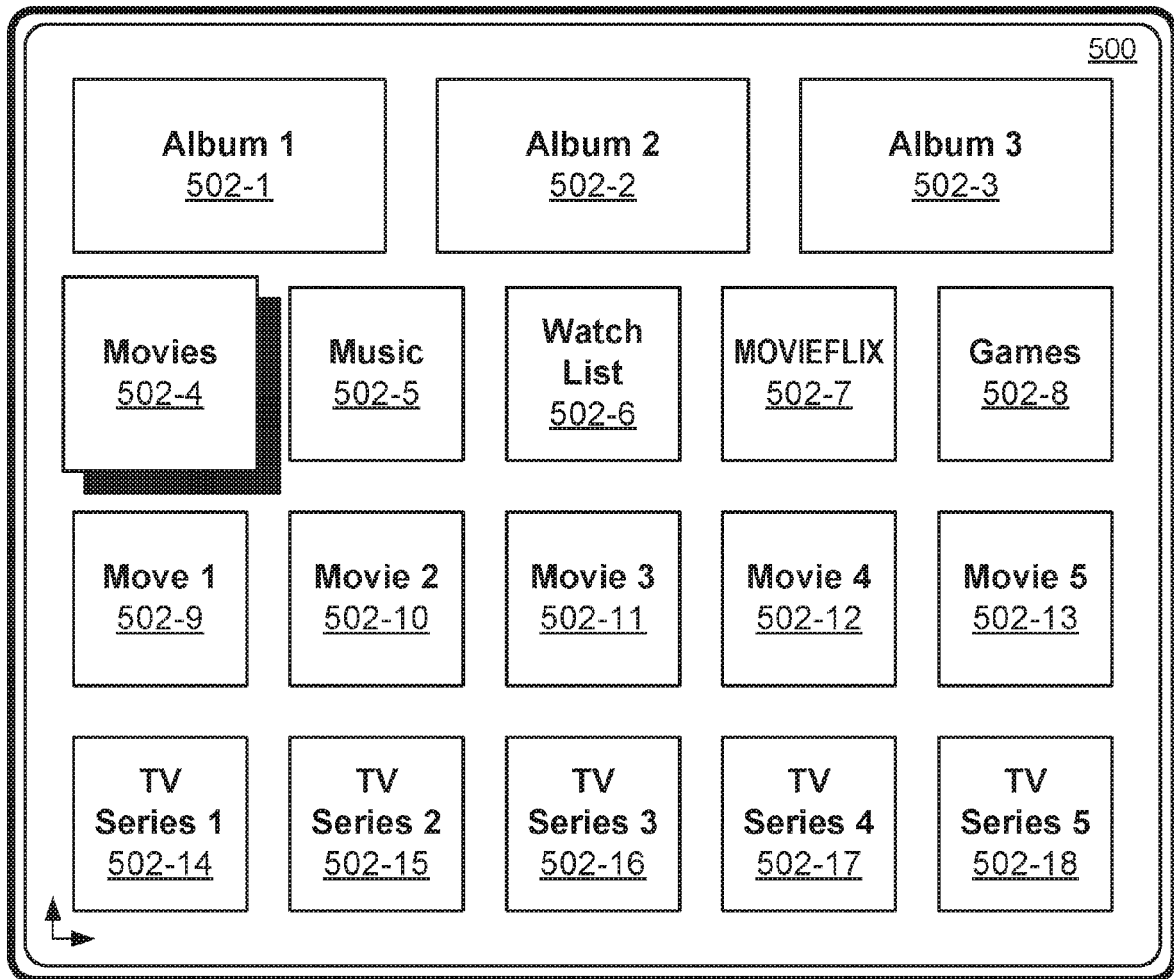 500
Album 1
502-1
Album 2
502-2
Album 3
502-3
Movies
502-4
Music
502-5
Watch
List
502-6
MOVIEFLIX
502-7
Games
502-8
Move 1
502-9
Movie 2
502-10
Movie 3
502-11
Movie 4
502-12
Movie 5
502-13
TV
Series 1
502-14
TV
Series 2
502-15
TV
Series 3
502-16
TV
Series 4
502-17
TV
Series 5
502-18